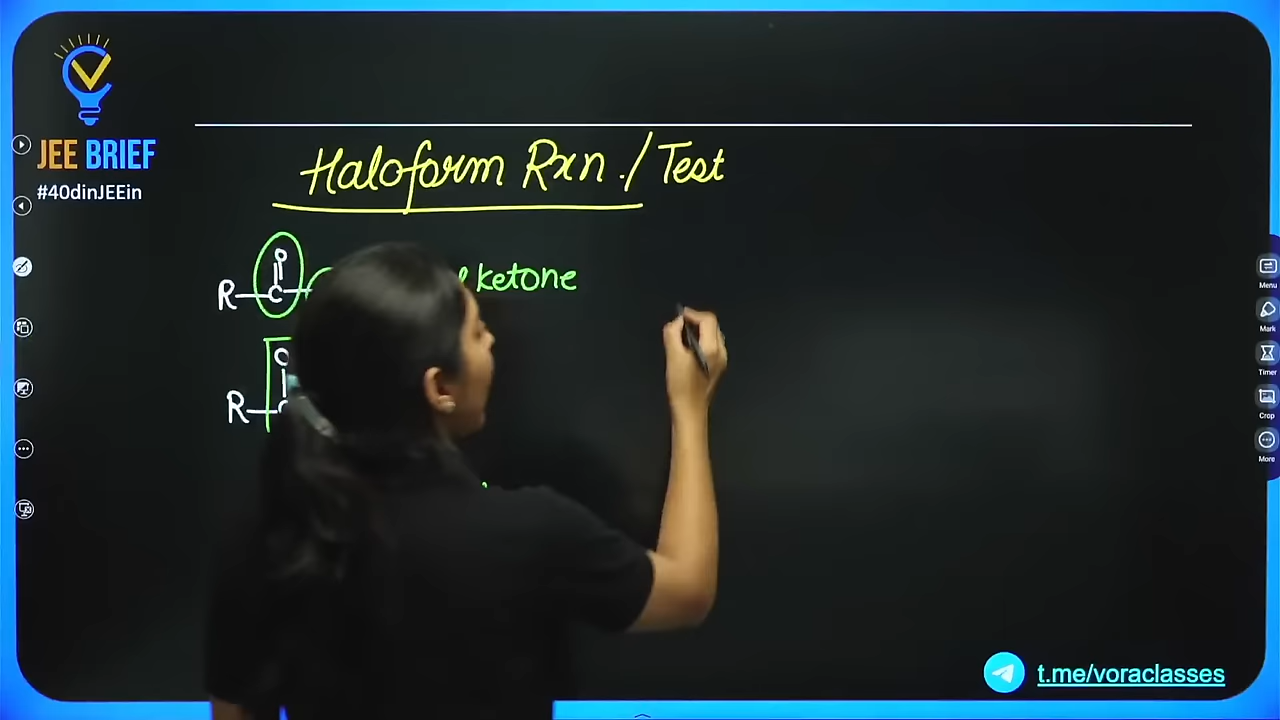 JEE BRIEF
#40dinJEEin
Haloform Rxn./Test
O
R-C-
ketone
R-
Menu
Mark
Timer
Crop
More
t.me/voraclasses